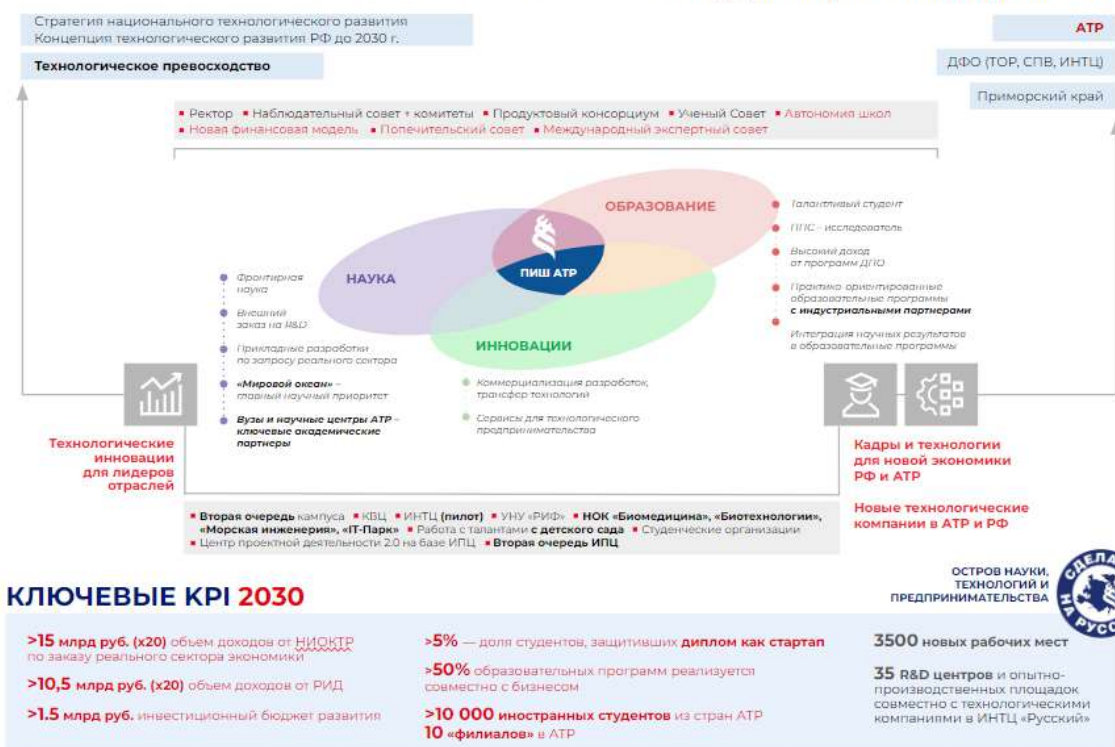 Стратегия национального технологического развития
Концепция технологического развития РФ до 2030 г.
Технологическое превосходство
АТР
ДФО (ТОР, СПВ, ИНТЦ)
Приморский край
▪ Ректор ▪ Наблюдательный совет + комитеты ▪ Продуктовый консорциум ▪ Ученый Совет ▪ Автономия школ
▪ Новая финансовая модель ▪ Попечительский совет ▪ Международный экспертный совет
ОБРАЗОВАНИЕ
НАУКА
ПИШ АТР
ИННОВАЦИИ
Фронтирная
наука
Внешний
заказ на R&D
Прикладные разработки
по запросу реального сектора
«Мировой океан» –
главный научный приоритет
Вузы и научные центры АТР –
ключевые академические
партнеры
Коммерциализация разработок,
трансфер технологий
Сервисы для технологического
предпринимательства
Талантливый студент
ППС – исследователь
Высокий доход
от программ ДПО
Практико ориентированные
образовательные программы
с индустриальными партнерами
Интеграция научных результатов
в образовательные программы
Технологические
инновации
для лидеров
отраслей
Кадры и технологии
для новой экономики
РФ и АТР
Новые технологические
компании в АТР и РФ
▪ Вторая очередь кампуса ▪ КВЦ ▪ ИНТЦ (пилот) ▪ УНУ «РИФ» ▪ НОК «Биомедицина», «Биотехнологии»,
«Морская инженерия», «IT-Парк» ▪ Работа с талантами с детского сада ▪ Студенческие организации
▪ Центр проектной деятельности 2.0 на базе ИПЦ ▪ Вторая очередь ИПЦ
ОСТРОВ НАУКИ,
ТЕХНОЛОГИЙ И
ПРЕДПРИНИМАТЕЛЬСТВА
КЛЮЧЕВЫЕ KPI 2030
>15 млрд руб. (x20) объем доходов от НИОКТР
по заказу реального сектора экономики
>10,5 млрд руб. (x20) объем доходов от РИД
>1.5 млрд руб. инвестиционный бюджет развития
>5% — доля студентов, защитивших диплом как стартап
>50% образовательных программ реализуется
совместно с бизнесом
>10 000 иностранных студентов из стран АТР
10 «филиалов» в АТР
3500 новых рабочих мест
35 R&D центров и опытно-
производственных площадок
совместно с технологическими
компаниями в ИНТЦ «Русский»